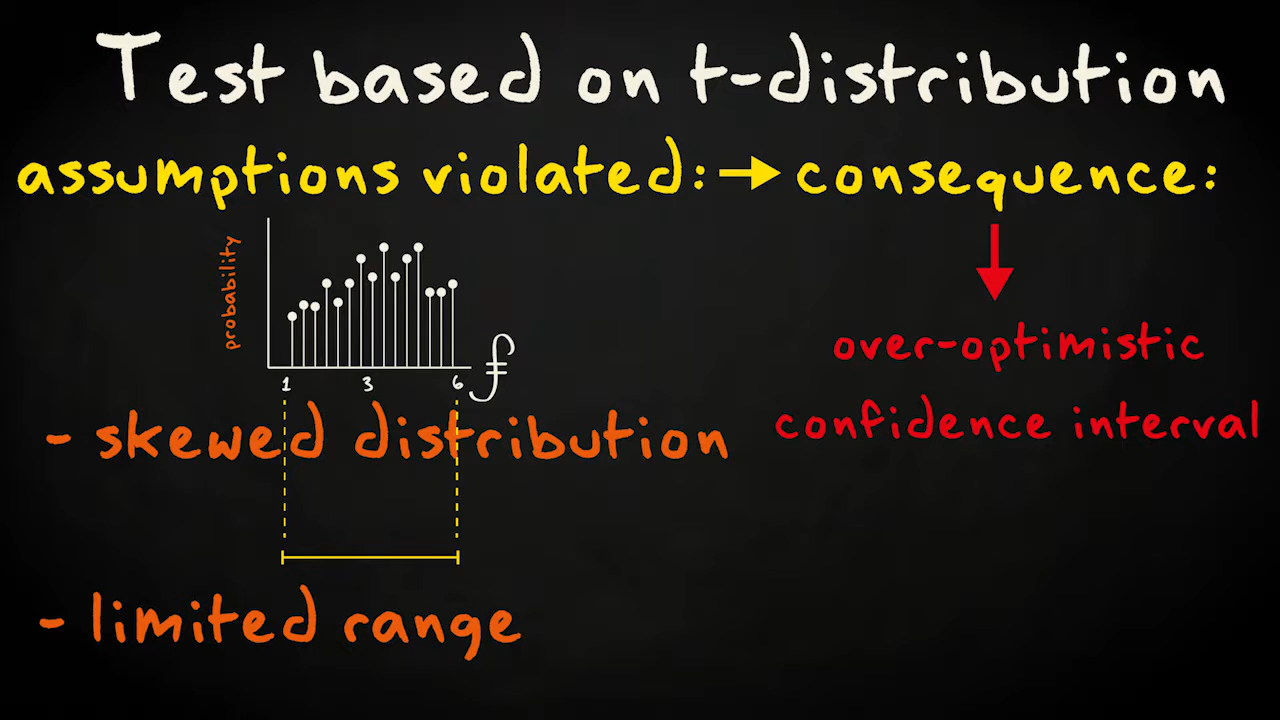 Test based on t-distribution
assumptions violated: → consequence:
probability
1 3 6
over-optimistic
confidence interval
- skewed distribution
- limited range